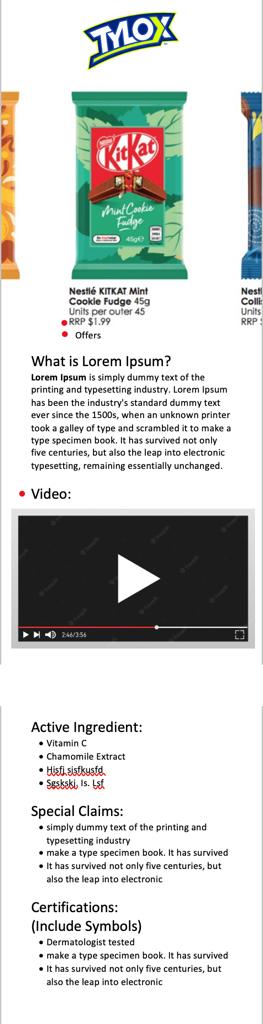 TYLOX
Nestlé
KitKat
Mint Cookie
Fudge
45g
Nestlé KITKAT Mint
Cookie Fudge 45g
Units per outer 45
RRP $1.99
Nestl
Colli
Units
RRP $
Offers
What is Lorem Ipsum?
Lorem Ipsum is simply dummy text of the
printing and typesetting industry. Lorem Ipsum
has been the industry's standard dummy text
ever since the 1500s, when an unknown printer
took a galley of type and scrambled it to make a
type specimen book. It has survived not only
five centuries, but also the leap into electronic
typesetting, remaining essentially unchanged.
Video:
2:46/3:56
Active Ingredient:
Vitamin C
Chamomile Extract
Hisfj sjsfkusfd
Sgskskj, Is. Lsf
Special Claims:
simply dummy text of the printing and
typesetting industry
make a type specimen book. It has survived
It has survived not only five centuries, but
also the leap into electronic
Certifications:
(Include Symbols)
Dermatologist tested
make a type specimen book. It has survived
It has survived not only five centuries, but
also the leap into electronic